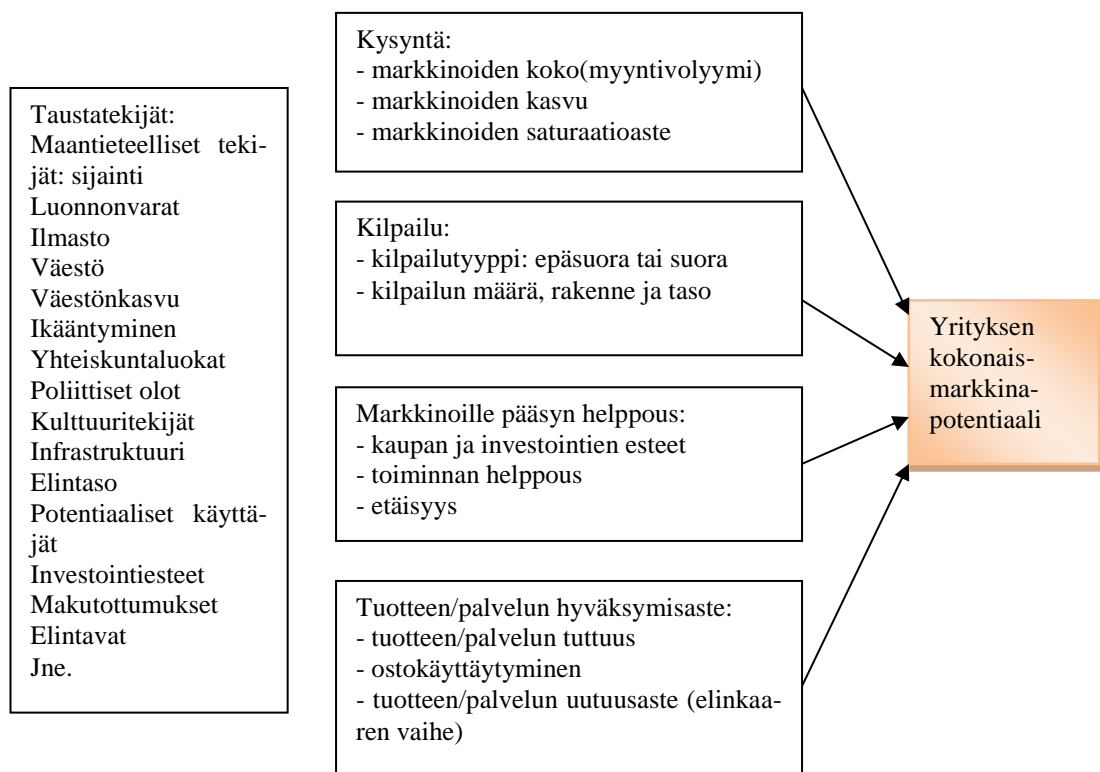 Taustatekijät:
Maantieteelliset teki-
jät: sijainti
Luonnonvarat
Ilmasto
Väestö
Väestönkasvu
Ikääntyminen
Yhteiskuntaluokat
Poliittiset olot
Kulttuuritekijät
Infrastruktuuri
Elintaso
Potentiaaliset käyttä-
jät
Investointiesteet
Makutottumukset
Elintavat
Jne.
Kysyntä:
- markkinoiden koko(myyntivolyymi)
- markkinoiden kasvu
- markkinoiden saturaatioaste
Kilpailu:
- kilpailutyyppi: epäsuora tai suora
- kilpailun määrä, rakenne ja taso
Markkinoille pääsyn helppous:
- kaupan ja investointien esteet
- toiminnan helppous
- etäisyys
Tuotteen/palvelun hyväksymisaste:
- tuotteen/palvelun tuttuus
- ostokäyttäytyminen
- tuotteen/palvelun uutuusaste (elinkaa-
ren vaihe)
Yrityksen
kokonais-
markkina-
potentiaali